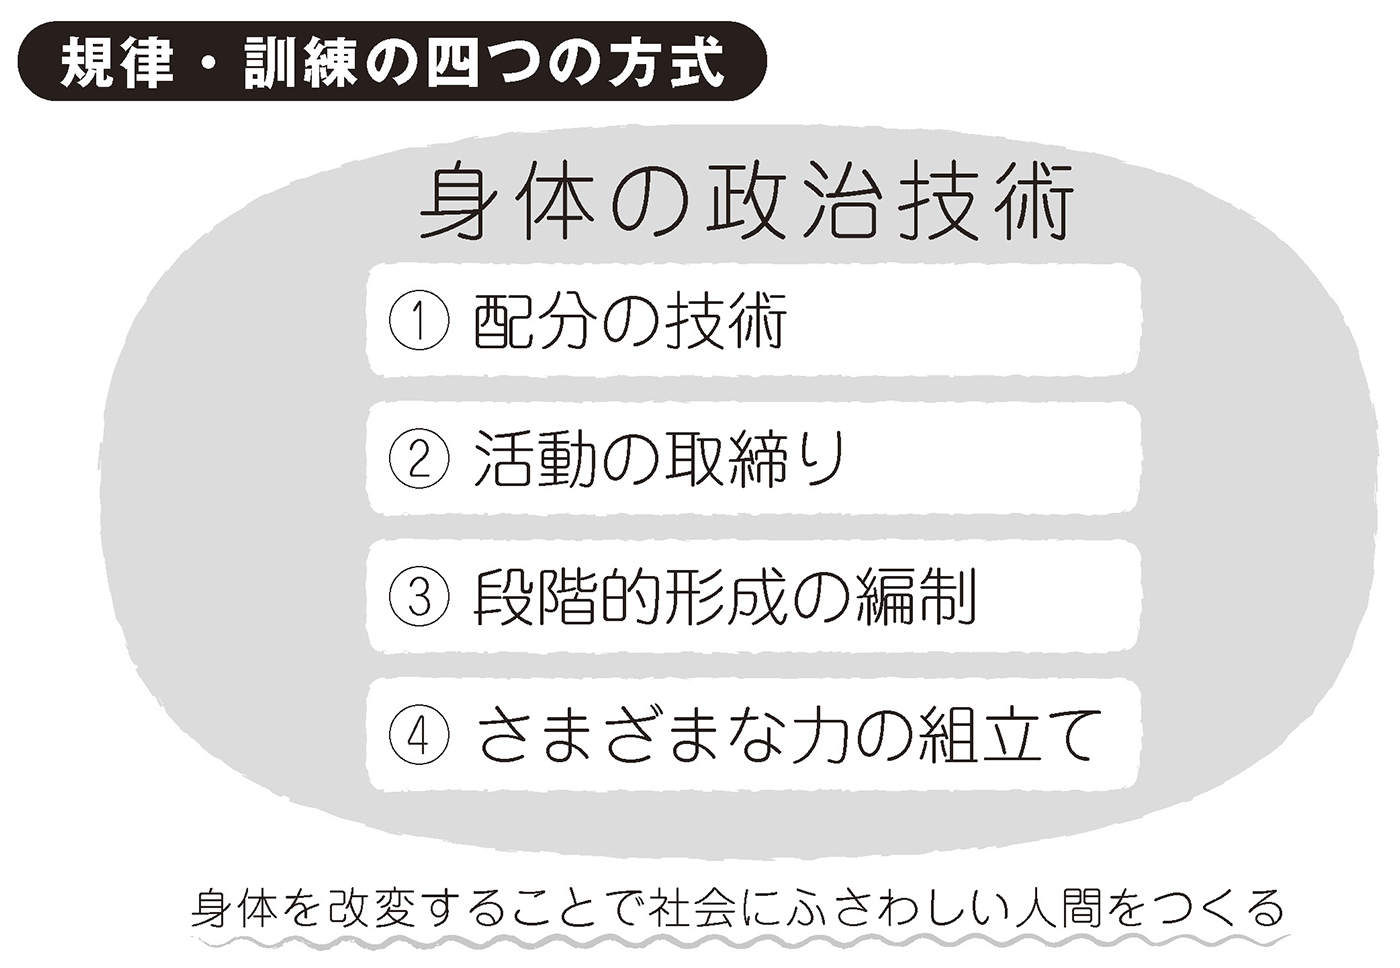 規律・訓練の四つの方式
身体の政治技術
① 配分の技術
② 活動の取締り
③ 段階的形成の編制
④ さまざまな力の組立て
身体を改変することで社会にふさわしい人間をつくる